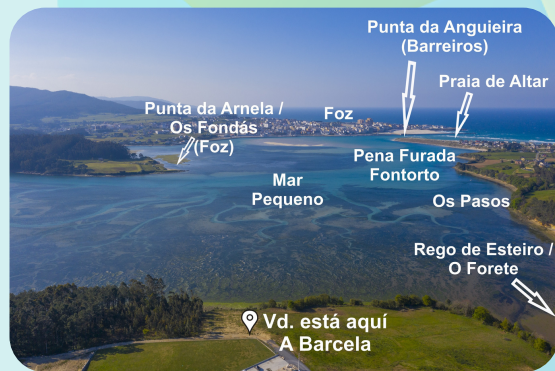 Punta da Anguieira
(Barreiros)
Praia de Altar
Punta da Arnela /
Os Fondás
(Foz)
Foz
Pena Furada
Fontorto
Mar
Pequeno
Os Pasos
Rego de Esteiro /
O Forete
Vd. está aquí
A Barcela